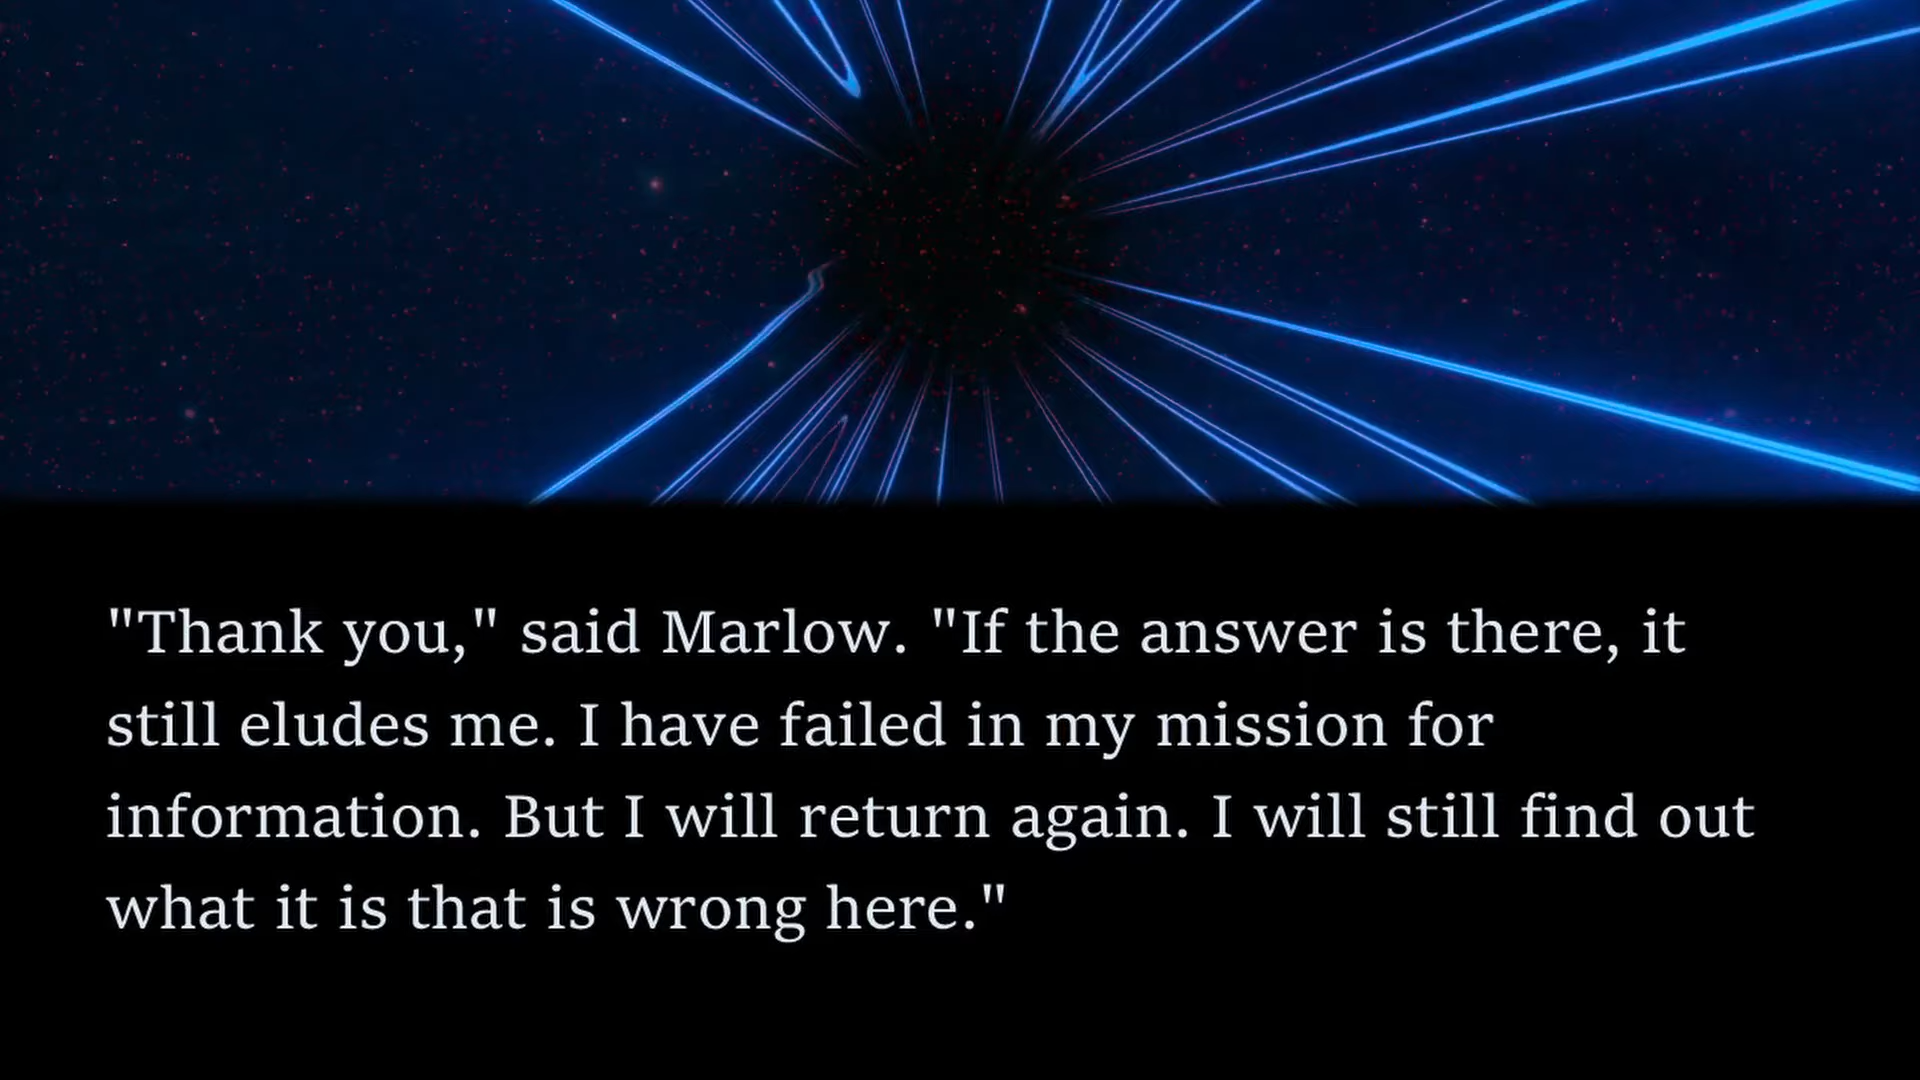 "Thank you," said Marlow. "If the answer is there, it
still eludes me. I have failed in my mission for
information. But I will return again. I will still find out
what it is that is wrong here."